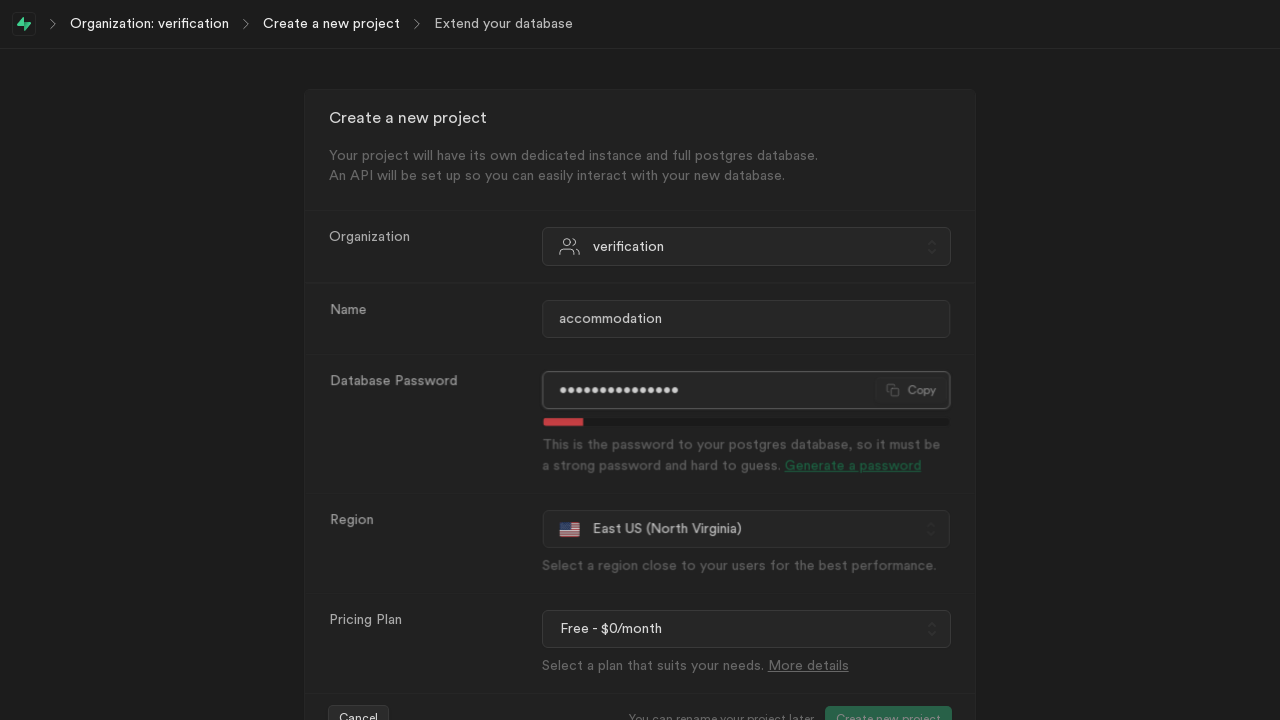 Organization: verification
Create a new project
Extend your database
Create a new project
Your project will have its own dedicated instance and full postgres database.
An API will be set up so you can easily interact with your new database.
Organization
verification
Name
accommodation
Database Password
•••••••••••••••
Copy
This is the password to your postgres database, so it must be
a strong password and hard to guess. Generate a password
Region
East US (North Virginia)
Select a region close to your users for the best performance.
Pricing Plan
Free - $0/month
Select a plan that suits your needs. More details
Cancel
You can rename your project later
Create new project